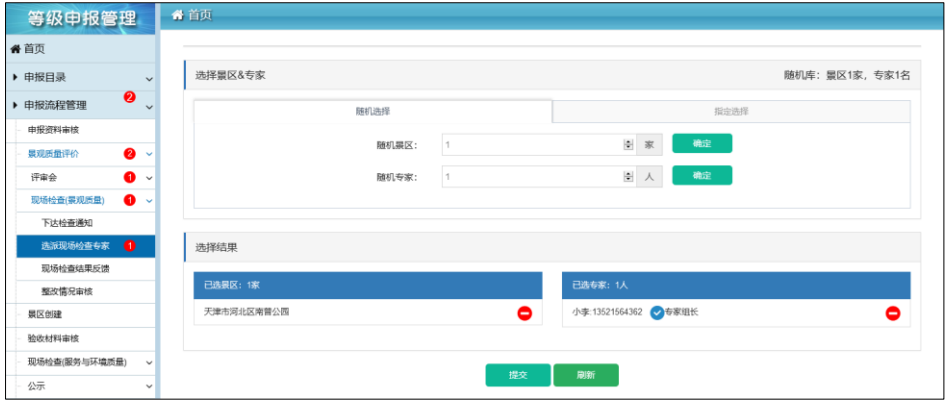 等级申报管理
首页
首页
申报目录
申报流程管理 2
申报资料审核
景观质量评价 2
评审会 1
现场检查(景观质量) 1
下达检查通知
选派现场检查专家 1
现场检查结果反馈
整改情况审核
景区创建
验收材料审核
现场检查(服务与环境质量)
公示
选择景区&专家 随机库：景区1家，专家1名
随机选择 指定选择
随机景区： 1 家 确定
随机专家： 1 人 确定
选择结果
已选景区：1家 已选专家：1人
天津市河北区南普公园 小李:13521564362 专家组长
提交 刷新